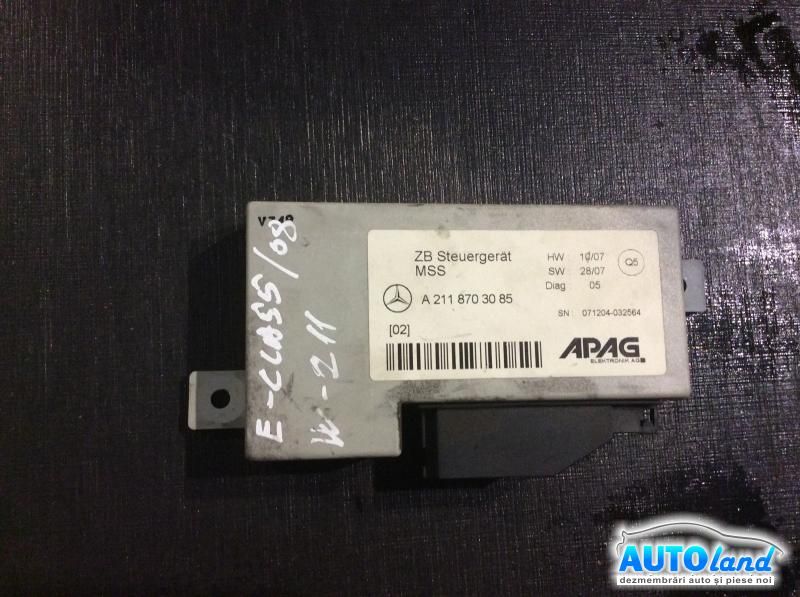 V348
E-CLASS/08
W-211
ZB Steuergerät
MSS
A 211 870 30 85
[02]
HW : 10/07
SW : 28/07
Diag : 05
Q5
SN : 071204-032564
APAG
ELEKTRONIK AG
AUTOland
dezmembrări auto și piese noi